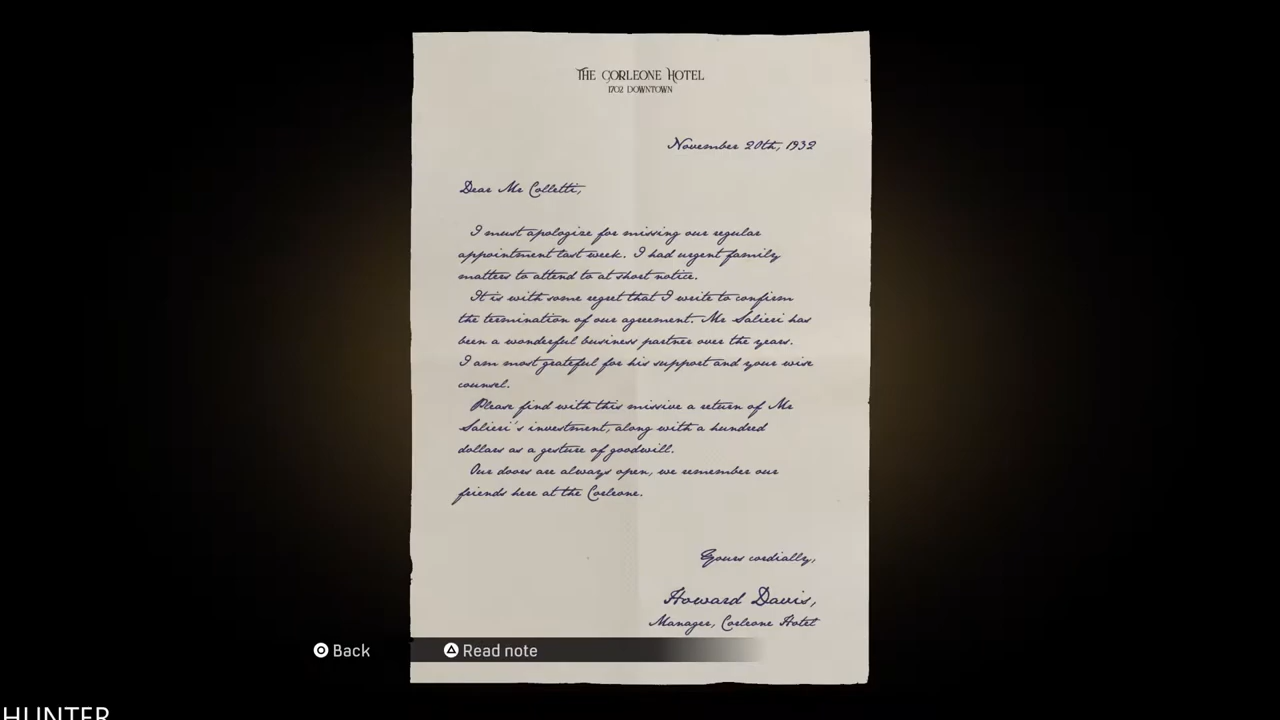 THE CORLEONE HOTEL
1702 DOWNTOWN
November 20th, 1932
Dear Mr Colletti,
I must apologize for missing our regular
appointment last week. I had urgent family
matters to attend to at short notice.
It is with some regret that I write to confirm
the termination of our agreement. Mr Salieri has
been a wonderful business partner over the years.
I am most grateful for his support and your wise
counsel.
Please find with this missive a return of Mr
Salieri's investment, along with a hundred
dollars as a gesture of goodwill.
Our doors are always open, we remember our
friends here at the Corleone.
Yours cordially,
Howard Davis,
Manager, Corleone Hotel
Back
Read note
HUNTER